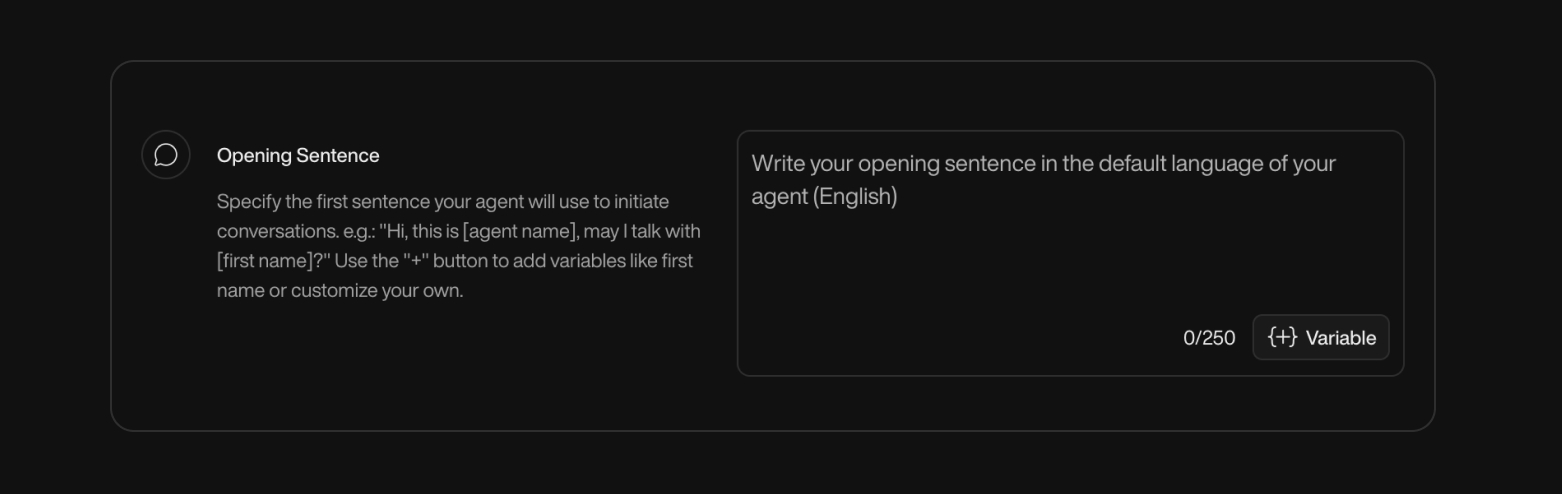 Opening Sentence
Specify the first sentence your agent will use to initiate
conversations. e.g.: "Hi, this is [agent name], may I talk with
[first name]?" Use the "+" button to add variables like first
name or customize your own.
Write your opening sentence in the default language of your
agent (English)
0/250
{+} Variable